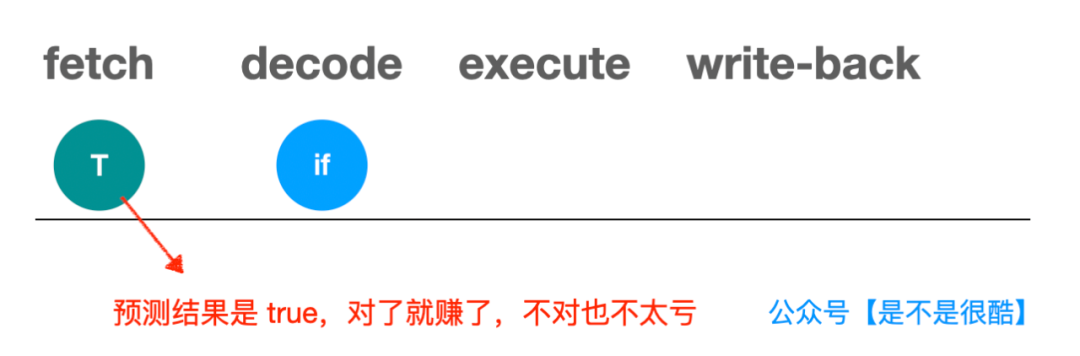 fetch decode execute write-back
T if
预测结果是 true，对了就赚了，不对也不太亏 公众号【是不是很酷】